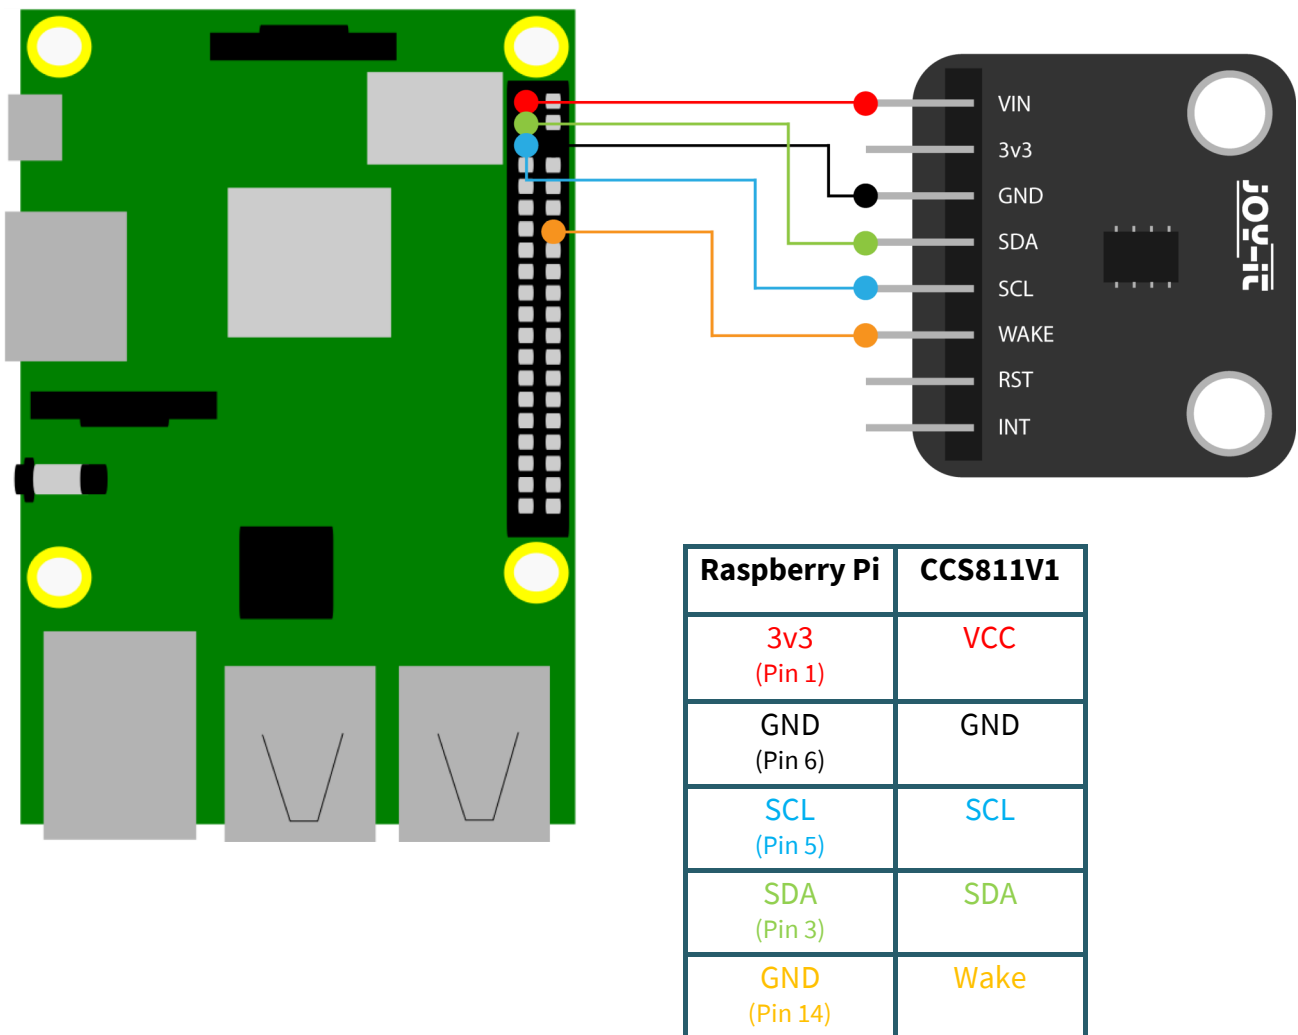 VIN
3v3
GND
SDA
SCL
WAKE
RST
INT
joy-it
Raspberry Pi CCS811V1
3v3 VCC
(Pin 1)
GND GND
(Pin 6)
SCL SCL
(Pin 5)
SDA SDA
(Pin 3)
GND Wake
(Pin 14)